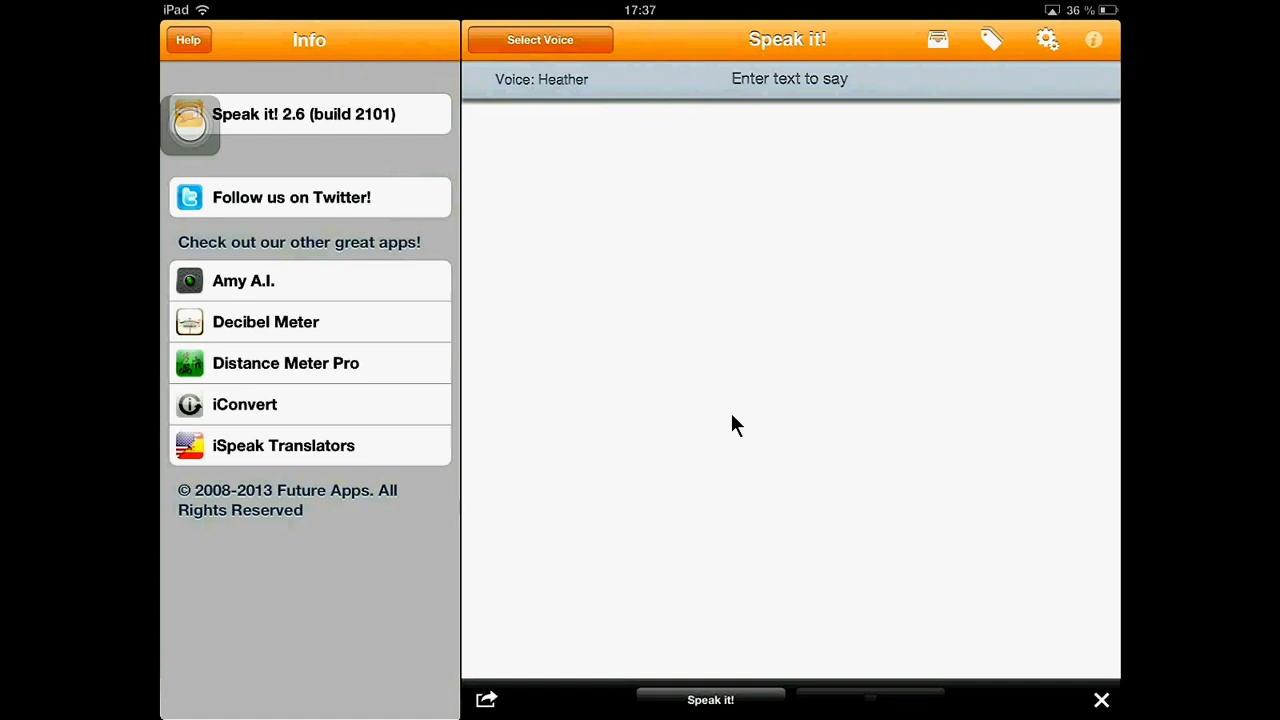 iPad
17:37
36 %
Help
Info
Select Voice
Speak it!
Voice: Heather
Enter text to say
Speak it! 2.6 (build 2101)
Follow us on Twitter!
Check out our other great apps!
Amy A.I.
Decibel Meter
Distance Meter Pro
iConvert
iSpeak Translators
© 2008-2013 Future Apps. All
Rights Reserved
Speak it!